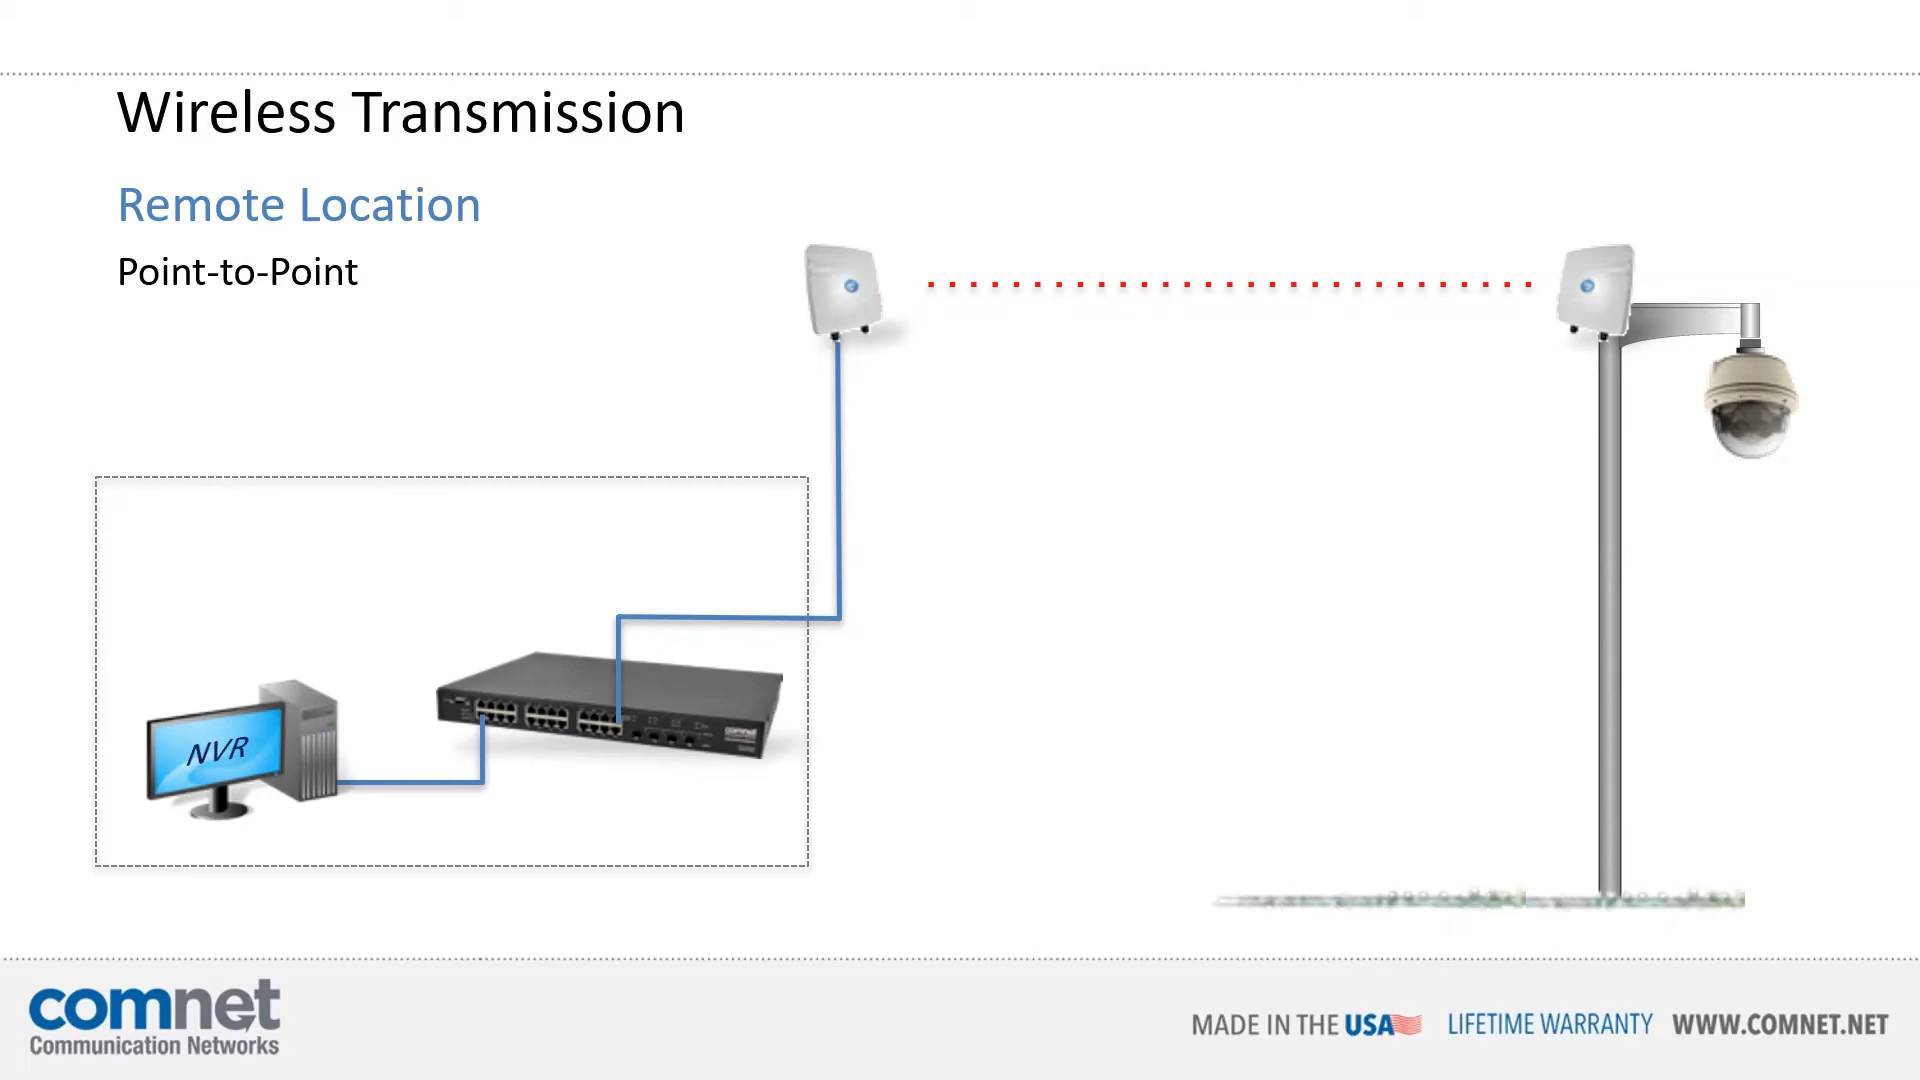 Wireless Transmission
Remote Location
Point-to-Point
NVR
comnet
comnet
Communication Networks
MADE IN THE USA LIFETIME WARRANTY WWW.COMNET.NET